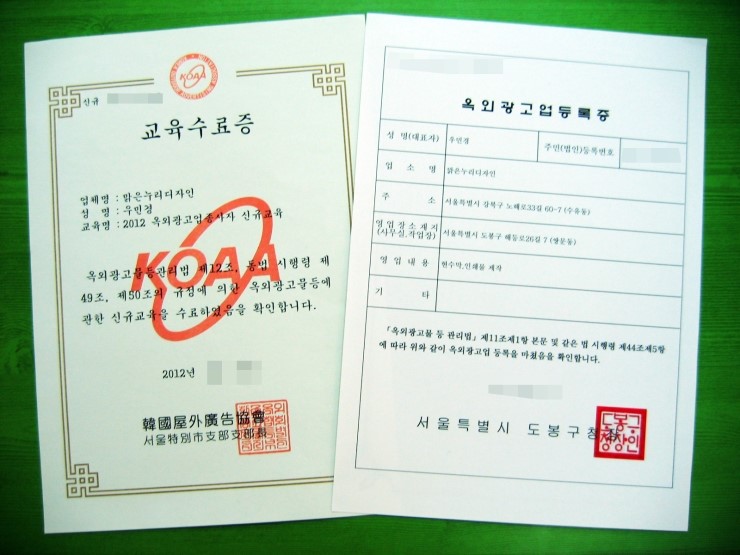 KOAA
신규
교육수료증
업체명 : 맑은누리디자인
성 명 : 우민경
교육명 : 2012 옥외광고업종사자 신규교육
KOAA
옥외광고물등관리법 제12조, 동법 시행령 제
49조, 제50조의 규정에 의한 옥외광고물등에
관한 신규교육을 수료하였음을 확인합니다.
2012년
韓國屋外廣告協會
서울特別市支部支部長
옥외광고업등록증
성 명(대표자) 우민경 주민(법인)등록번호
업 소 명 맑은누리디자인
주 소 서울특별시 강북구 노해로33길 60-7 (수유동)
영업장소재지
(사무실,작업장) 서울특별시 도봉구 해등로26길 7 (쌍문동)
영 업 내 용 현수막,인쇄물 제작
기 타
「옥외광고물 등 관리법」제11조제1항 본문 및 같은 법 시행령 제44조제5항
에 따라 위와 같이 옥외광고업 등록을 마쳤음을 확인합니다.
서울특별시 도봉구청장
도봉구
청장인